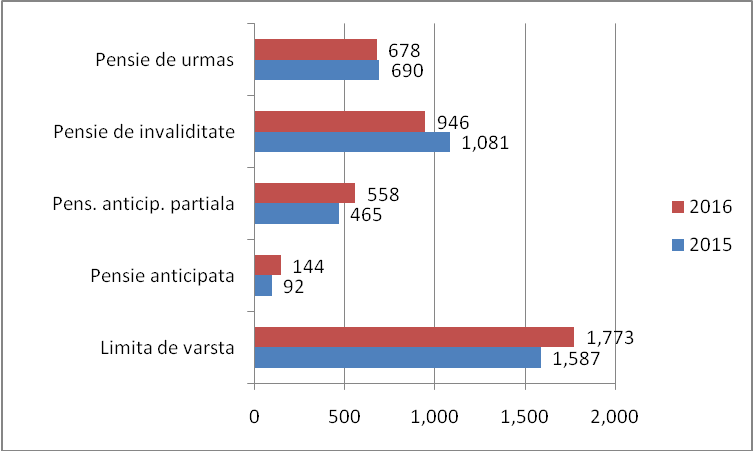 Pensie de urmas
678
690
Pensie de invaliditate
946
1,081
Pens. anticip. partiala
558
465
Pensie anticipata
144
92
Limita de varsta
1,773
1,587
0 500 1,000 1,500 2,000
2016
2015